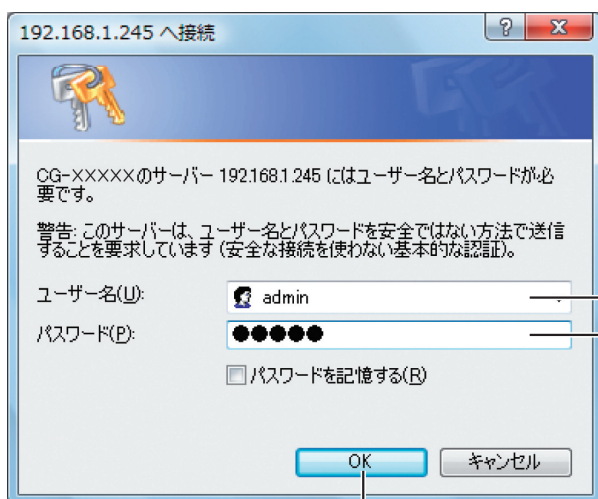 192.168.1.245 へ接続
CG-×××××のサーバー 192.168.1.245 にはユーザー名とパスワードが必
要です。
警告: このサーバーは、ユーザー名とパスワードを安全ではない方法で送信
することを要求しています (安全な接続を使わない基本的な認証)。
ユーザー名(U):
admin
パスワード(P):
●●●●●
パスワードを記憶する(R)
OK
キャンセル